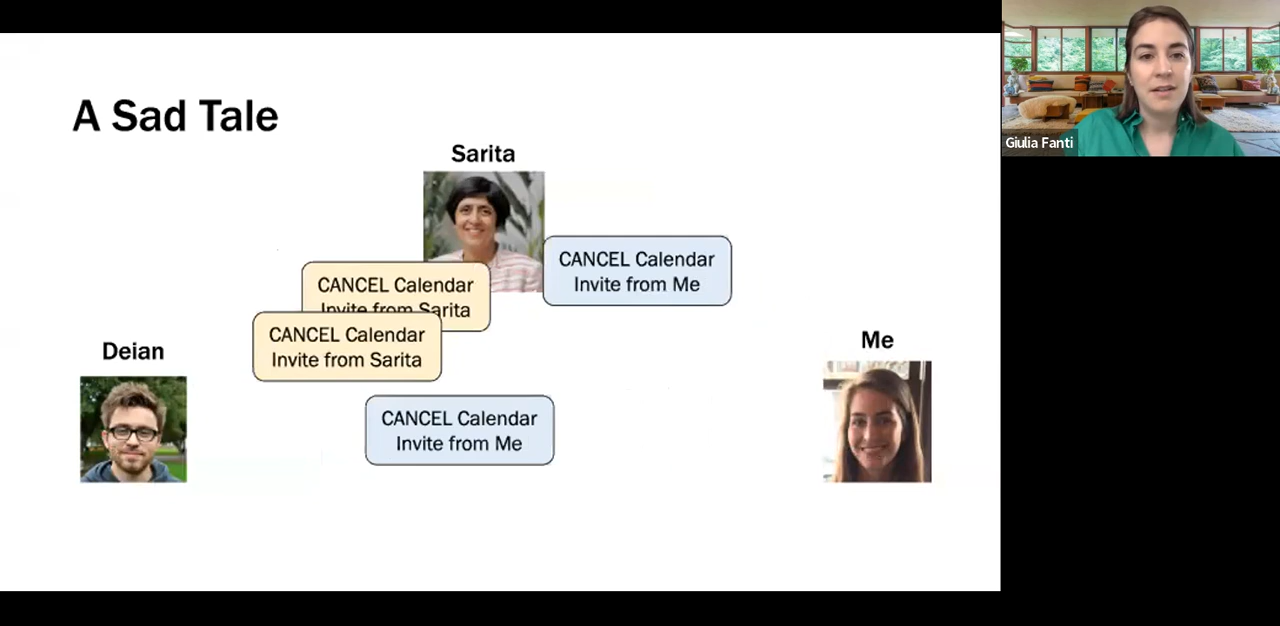 A Sad Tale
Sarita
CANCEL Calendar
Invite from Me
CANCEL Calendar
Invite from Sarita
CANCEL Calendar
Invite from Sarita
Deian
Me
CANCEL Calendar
Invite from Me
Giulia Fanti